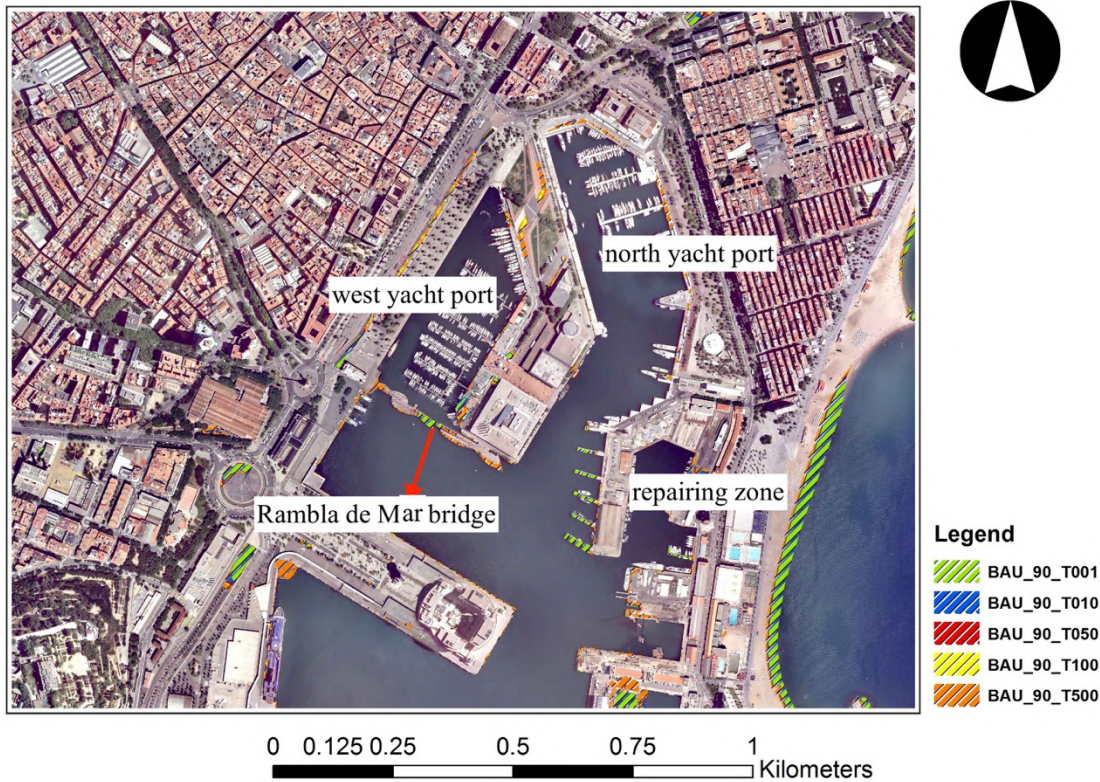 north yacht port
west yacht port
repairing zone
Rambla de Mar bridge
Legend
BAU_90_T001
BAU_90_T010
BAU_90_T050
BAU_90_T100
BAU_90_T500
0 0.125 0.25 0.5 0.75 1
Kilometers